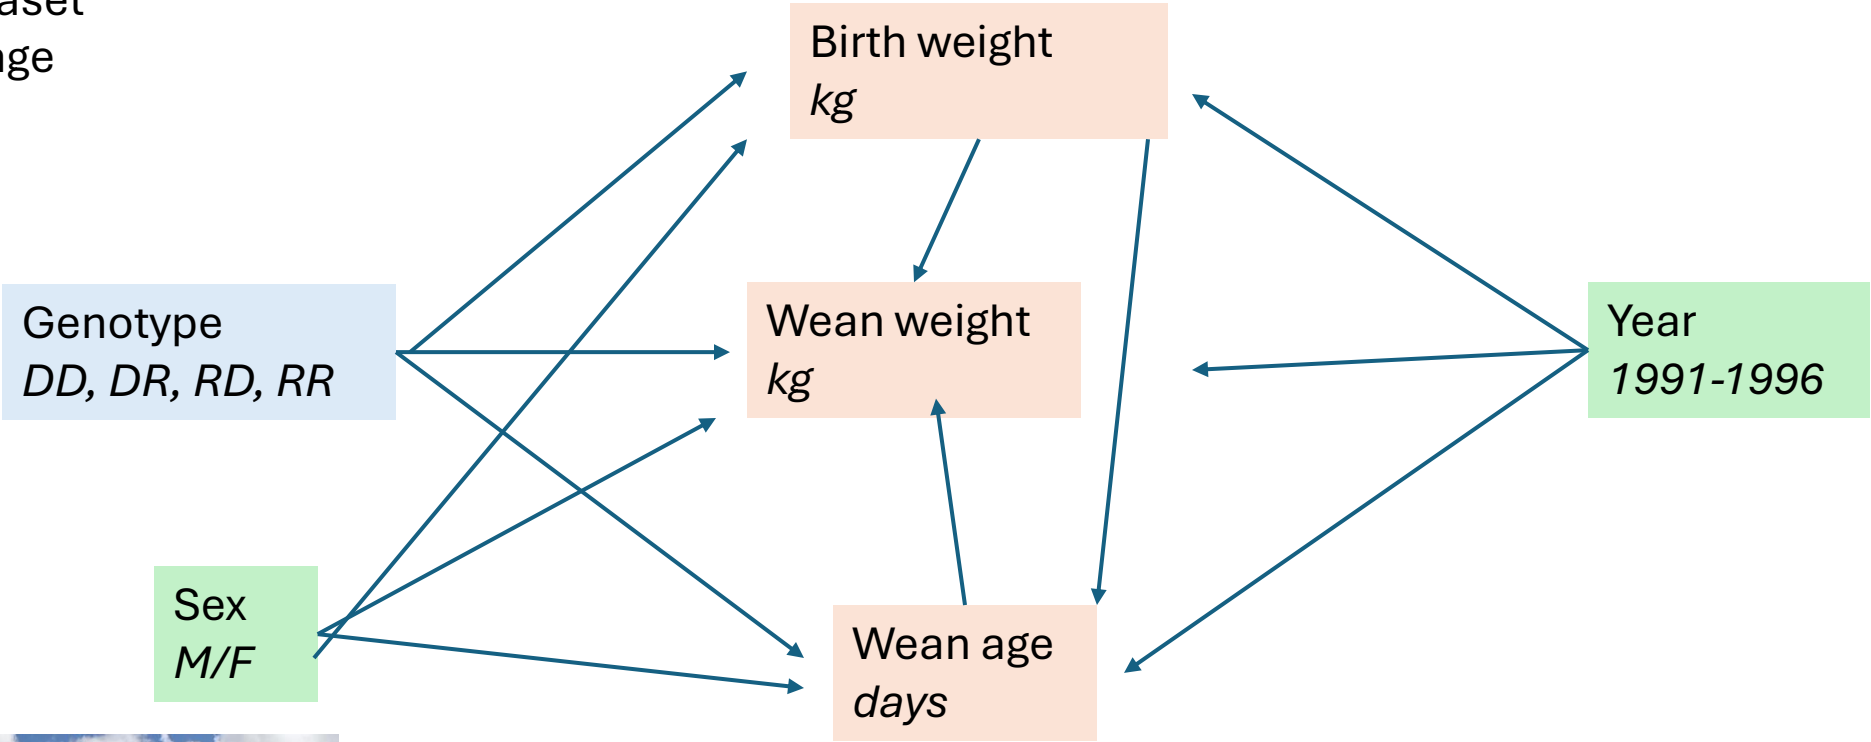 Birth weight
kg
Genotype
DD, DR, RD, RR
Wean weight
kg
Year
1991-1996
Sex
M/F
Wean age
days